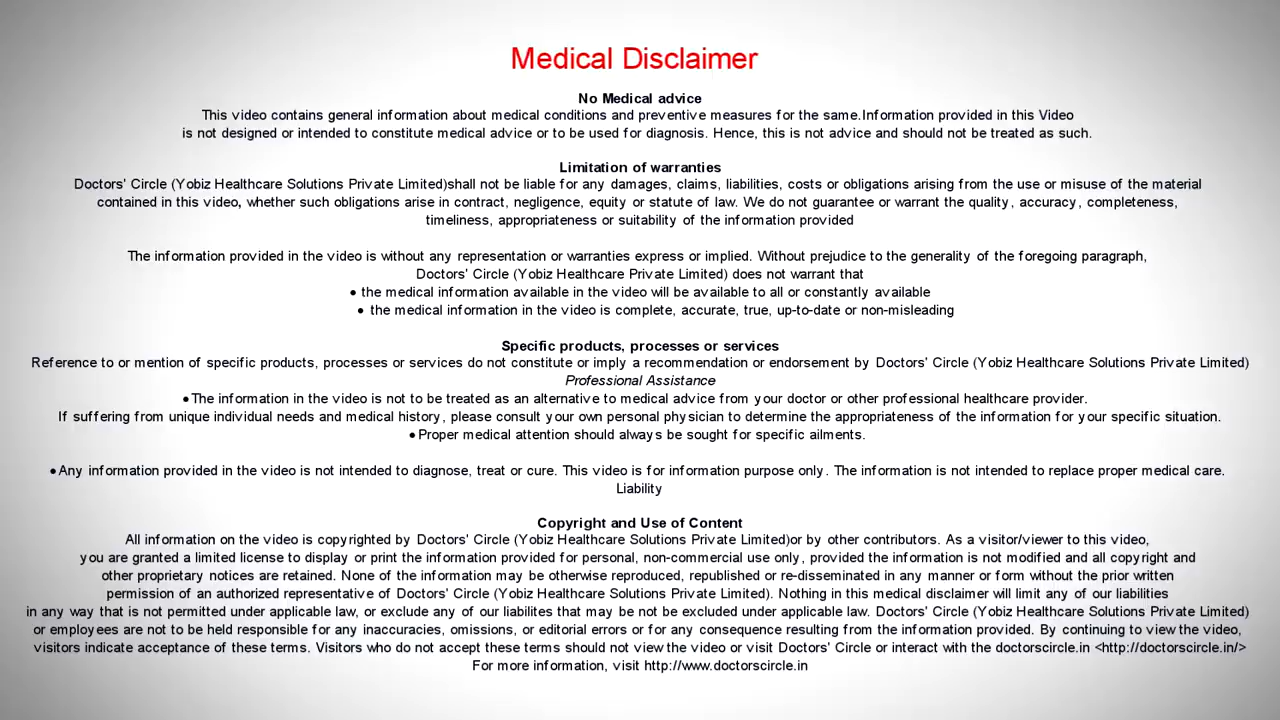 Medical Disclaimer
No Medical advice
This video contains general information about medical conditions and preventive measures for the same.Information provided in this Video
is not designed or intended to constitute medical advice or to be used for diagnosis. Hence, this is not advice and should not be treated as such.
Limitation of warranties
Doctors' Circle (Yobiz Healthcare Solutions Private Limited)shall not be liable for any damages, claims, liabilities, costs or obligations arising from the use or misuse of the material
contained in this video, whether such obligations arise in contract, negligence, equity or statute of law. We do not guarantee or warrant the quality, accuracy, completeness,
timeliness, appropriateness or suitability of the information provided
The information provided in the video is without any representation or warranties express or implied. Without prejudice to the generality of the foregoing paragraph,
Doctors' Circle (Yobiz Healthcare Private Limited) does not warrant that
• the medical information available in the video will be available to all or constantly available
• the medical information in the video is complete, accurate, true, up-to-date or non-misleading
Specific products, processes or services
Reference to or mention of specific products, processes or services do not constitute or imply a recommendation or endorsement by Doctors' Circle (Yobiz Healthcare Solutions Private Limited)
Professional Assistance
•The information in the video is not to be treated as an alternative to medical advice from your doctor or other professional healthcare provider.
If suffering from unique individual needs and medical history, please consult your own personal physician to determine the appropriateness of the information for your specific situation.
•Proper medical attention should always be sought for specific ailments.
•Any information provided in the video is not intended to diagnose, treat or cure. This video is for information purpose only. The information is not intended to replace proper medical care.
Liability
Copyright and Use of Content
All information on the video is copyrighted by Doctors' Circle (Yobiz Healthcare Solutions Private Limited)or by other contributors. As a visitor/viewer to this video,
you are granted a limited license to display or print the information provided for personal, non-commercial use only, provided the information is not modified and all copyright and
other proprietary notices are retained. None of the information may be otherwise reproduced, republished or re-disseminated in any manner or form without the prior written
permission of an authorized representative of Doctors' Circle (Yobiz Healthcare Solutions Private Limited). Nothing in this medical disclaimer will limit any of our liabilities
in any way that is not permitted under applicable law, or exclude any of our liabilites that may be not be excluded under applicable law. Doctors' Circle (Yobiz Healthcare Solutions Private Limited)
or employees are not to be held responsible for any inaccuracies, omissions, or editorial errors or for any consequence resulting from the information provided. By continuing to view the video,
visitors indicate acceptance of these terms. Visitors who do not accept these terms should not view the video or visit Doctors' Circle or interact with the doctorscircle.in <http://doctorscircle.in/>
For more information, visit http://www.doctorscircle.in